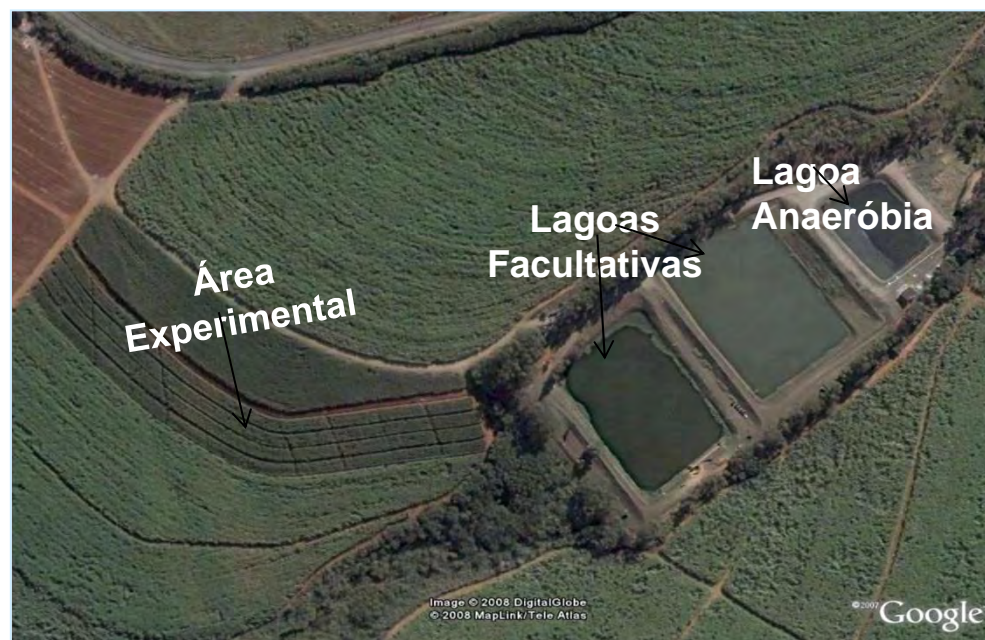 Lagoa
Anaeróbia
Lagoas
Facultativas
Área
Experimental
Image © 2008 DigitalGlobe
© 2008 MapLink/Tele Atlas
©2007 Google